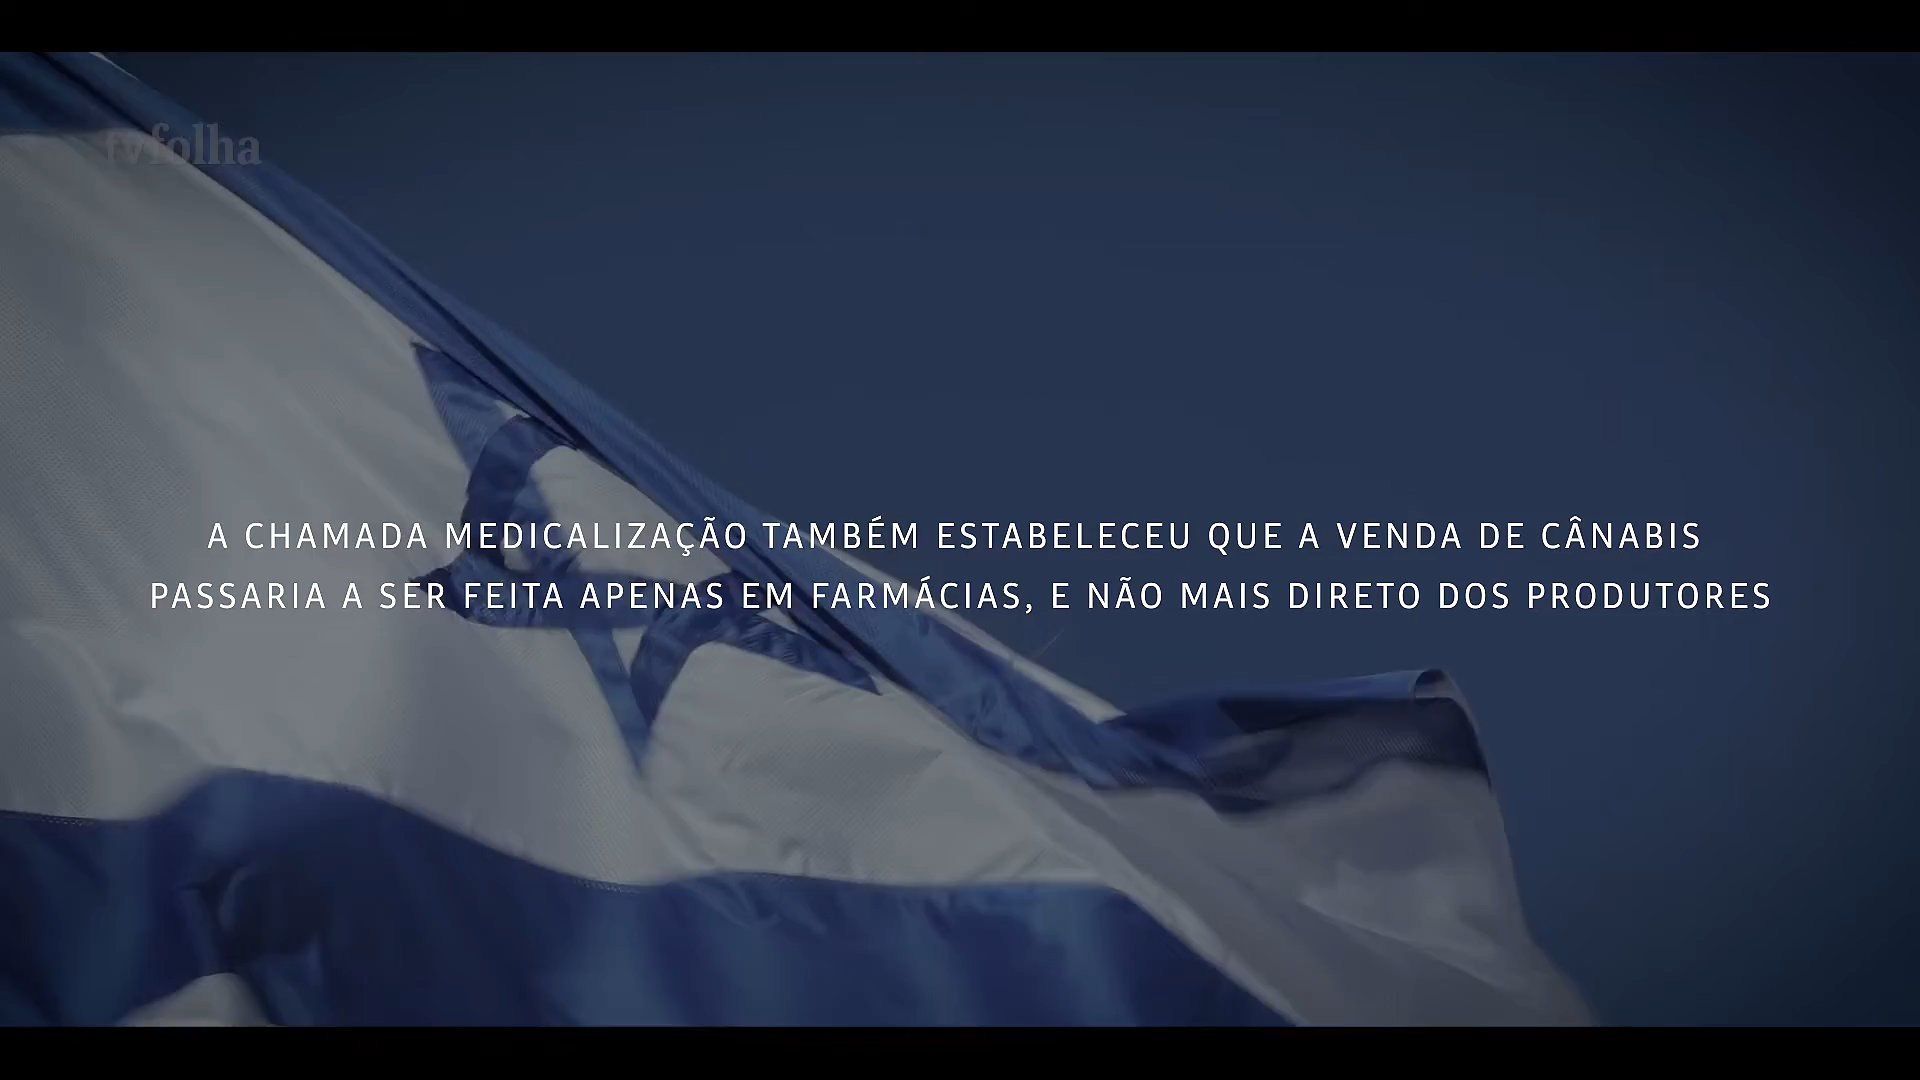 tvfolha
A CHAMADA MEDICALIZAÇÃO TAMBÉM ESTABELECEU QUE A VENDA DE CÂNABIS
PASSARIA A SER FEITA APENAS EM FARMÁCIAS, E NÃO MAIS DIRETO DOS PRODUTORES